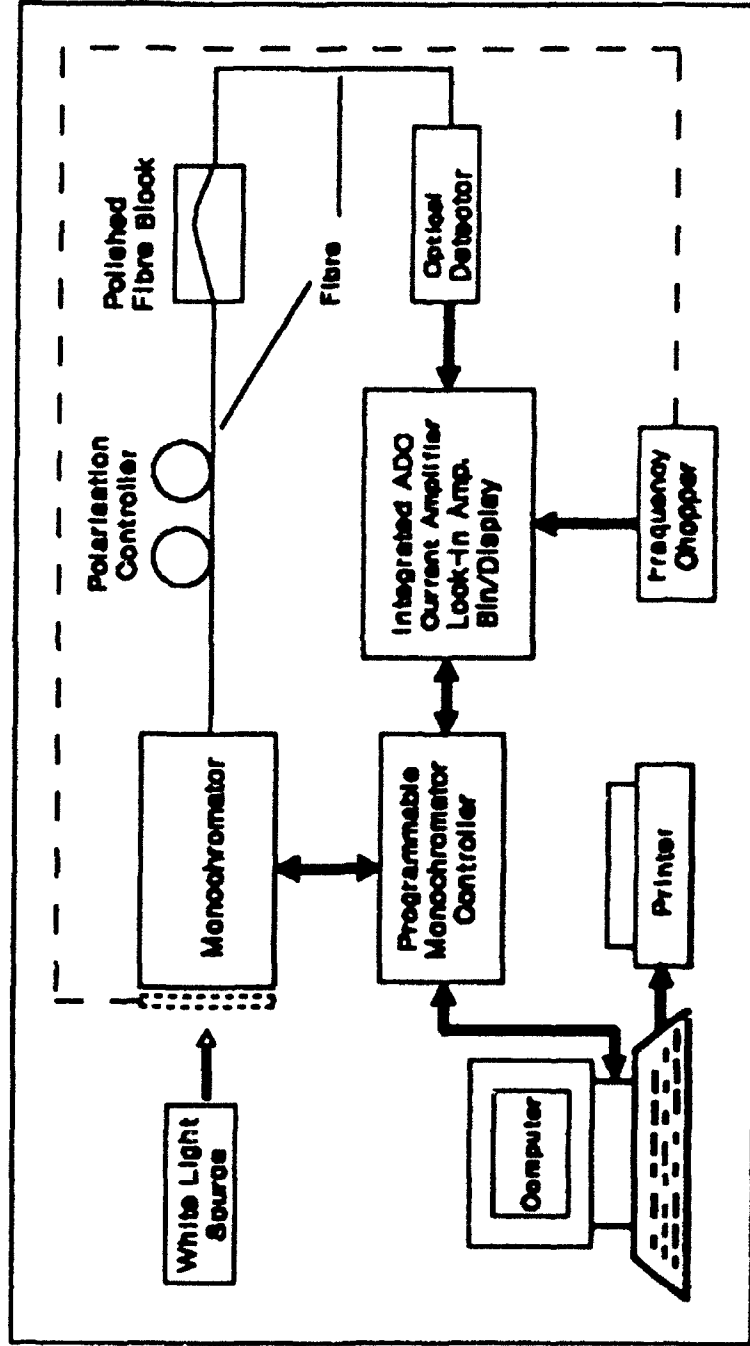 White Light
Source
Monochromator
Polarisation
Controller
Polished
Fibre Block
Fibre
Optical
Detector
Integrated ADC
Current Amplifier
Lock-in Amp.
Bin/Display
Programmable
Monochromator
Controller
Frequency
Chopper
Computer
Printer